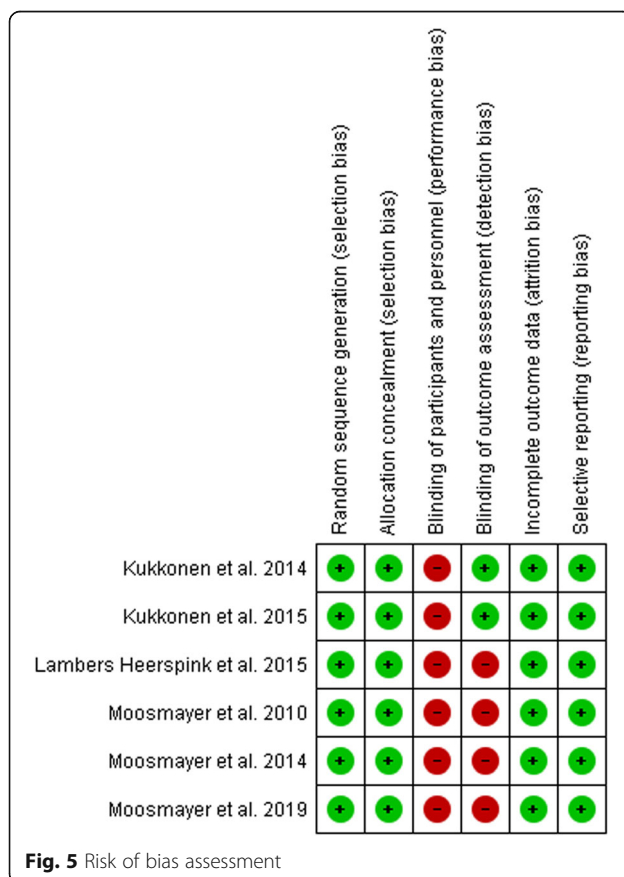 Random sequence generation (selection bias)
Allocation concealment (selection bias)
Blinding of participants and personnel (performance bias)
Blinding of outcome assessment (detection bias)
Incomplete outcome data (attrition bias)
Selective reporting (reporting bias)
Kukkonen et al. 2014 + + - + + +
Kukkonen et al. 2015 + + - + + +
Lambers Heerspink et al. 2015 + + - - + +
Moosmayer et al. 2010 + + - - + +
Moosmayer et al. 2014 + + - - + +
Moosmayer et al. 2019 + + - - + +
Fig. 5 Risk of bias assessment